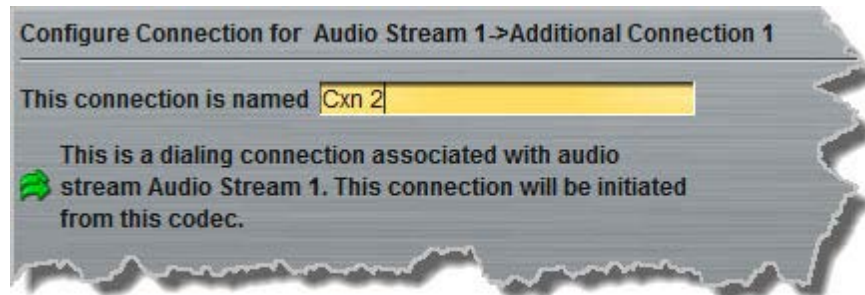 Configure Connection for Audio Stream 1->Additional Connection 1
This connection is named Cxn 2
This is a dialing connection associated with audio
stream Audio Stream 1. This connection will be initiated
from this codec.